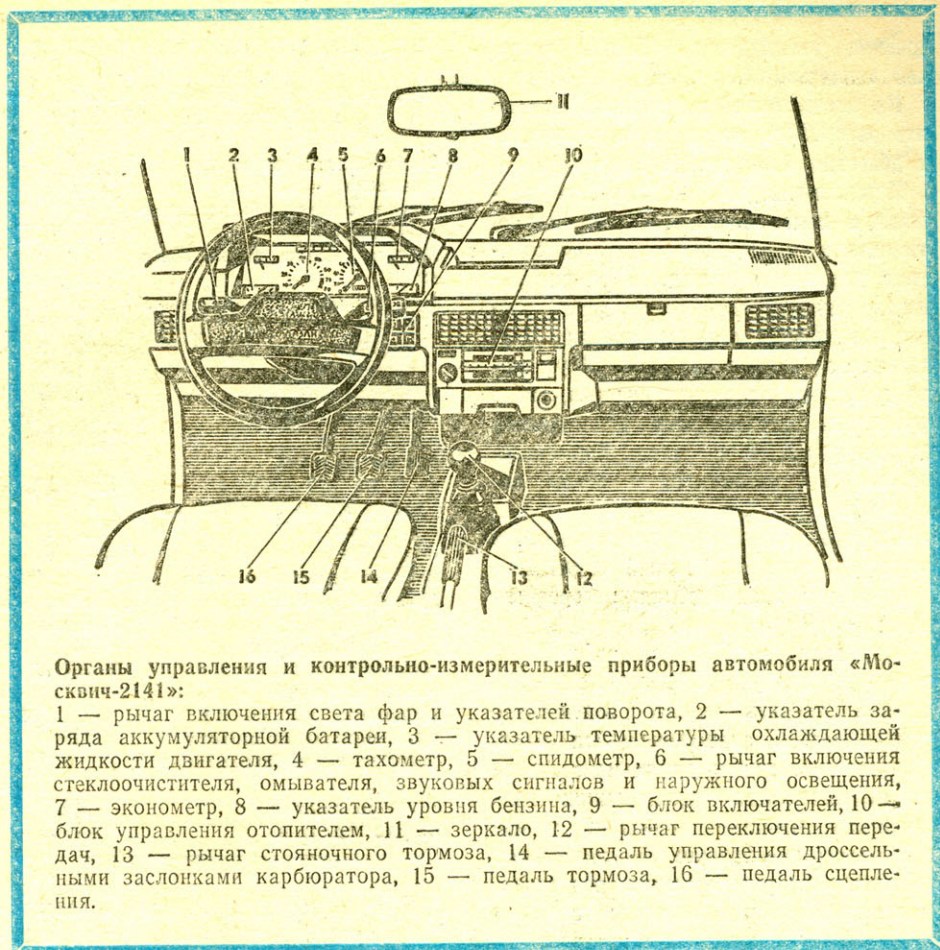 11
1 2 3 4 5 6 7 8 9 10
16 15 14 13 12
Органы управления и контрольно-измерительные приборы автомобиля «Мо-
сквич-2141»:
1 — рычаг включения света фар и указателей поворота, 2 — указатель за-
ряда аккумуляторной батареи, 3 — указатель температуры охлаждающей
жидкости двигателя, 4 — тахометр, 5 — спидометр, 6 — рычаг включения
стеклоочистителя, омывателя, звуковых сигналов и наружного освещения,
7 — эконометр, 8 — указатель уровня бензина, 9 — блок включателей, 10 —
блок управления отопителем, 11 — зеркало, 12 — рычаг переключения пере-
дач, 13 — рычаг стояночного тормоза, 14 — педаль управления дроссель-
ными заслонками карбюратора, 15 — педаль тормоза, 16 — педаль сцепле-
ния.